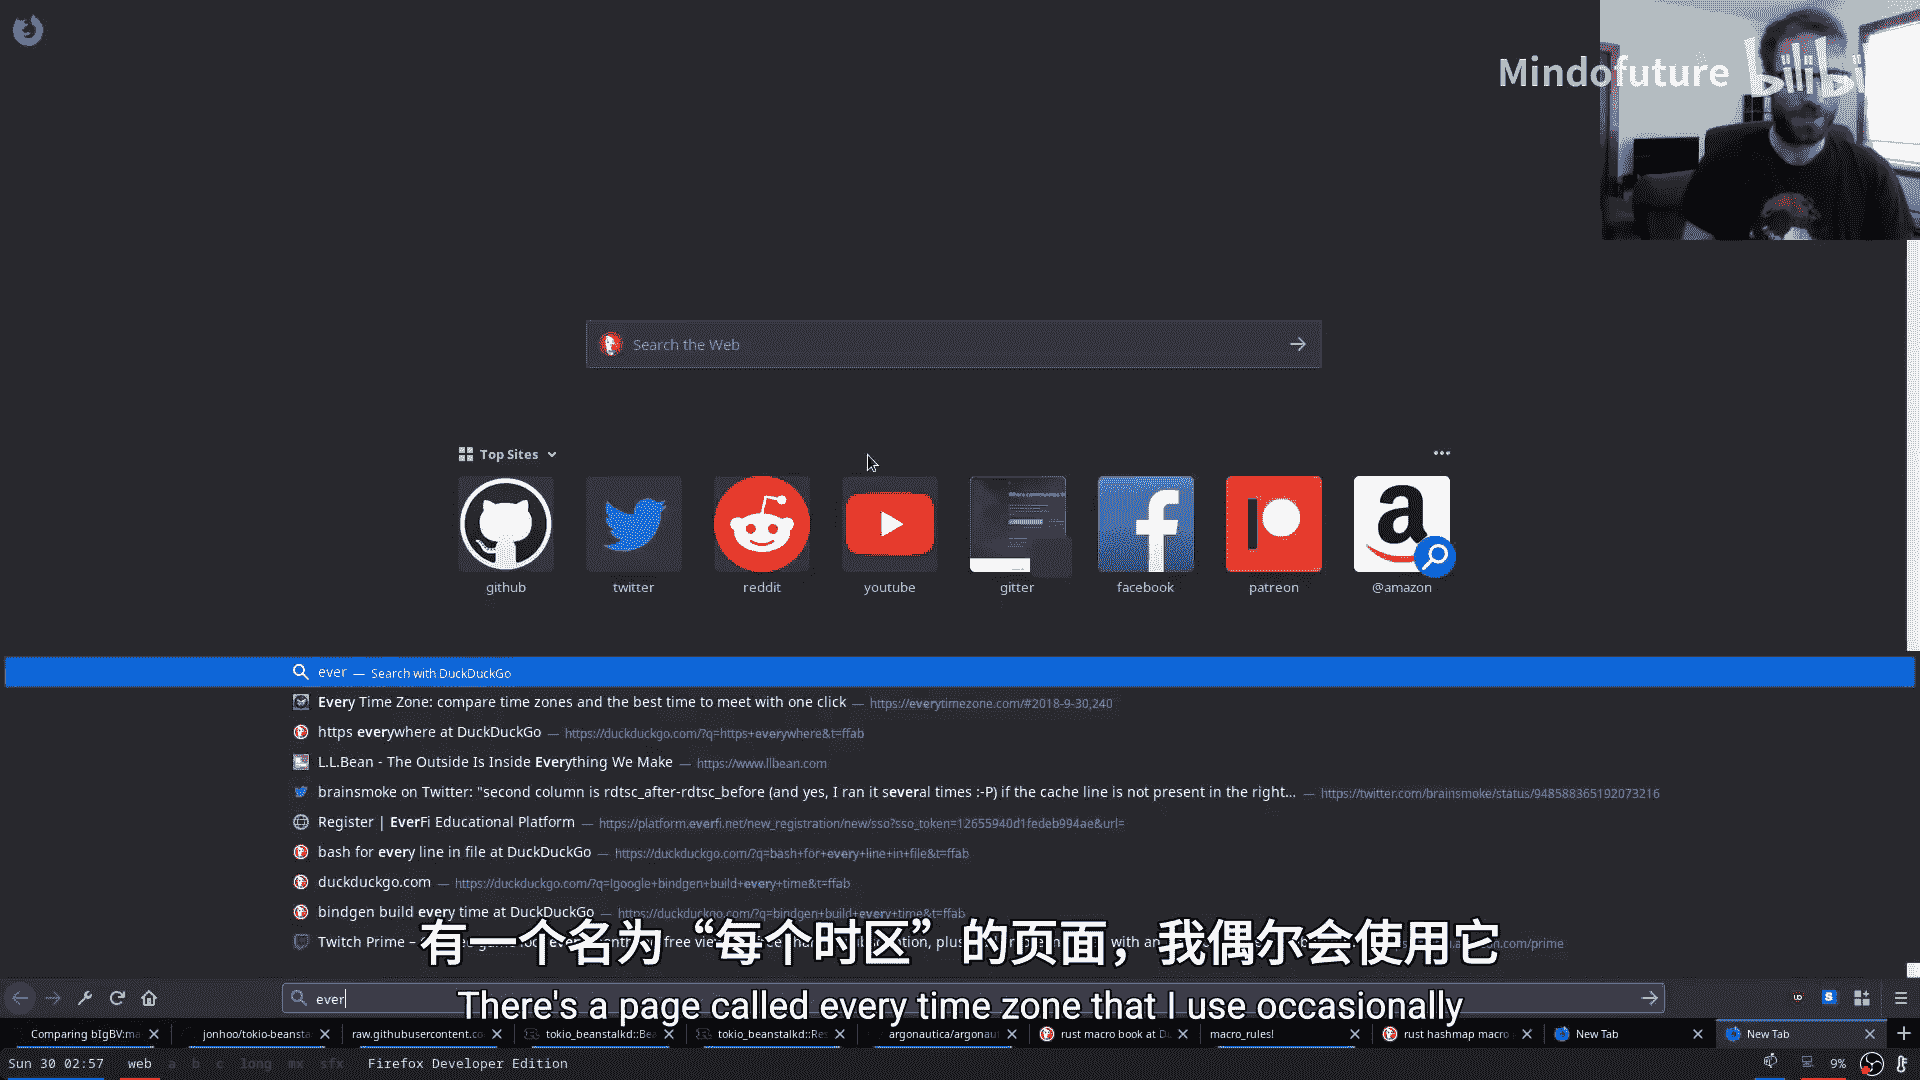 Mindofuture bilibili
Search the Web
Top Sites
github
twitter
reddit
youtube
gitter
facebook
patreon
@amazon
ever — Search with DuckDuckGo
Every Time Zone: compare time zones and the best time to meet with one click — https://everytimezone.com/#2018-9-30,240
https everywhere at DuckDuckGo — https://duckduckgo.com/?q=https+everywhere&t=ffab
L.L.Bean - The Outside Is Inside Everything We Make — https://www.llbean.com
brainsmoke on Twitter: "second column is rdtsc_after-rdtsc_before (and yes, I ran it several times :-P) if the cache line is not present in the right... — https://twitter.com/brainsmoke/status/948588365192073216
Register | EverFi Educational Platform — https://platform.everfi.net/new_registration/new/sso?sso_token=12655940d1fedeb994ae&url=
bash for every line in file at DuckDuckGo — https://duckduckgo.com/?q=bash+for+every+line+in+file&t=ffab
duckduckgo.com — https://duckduckgo.com/?q=!google+bindgen+build+every+time&t=ffab
bindgen build every time at DuckDuckGo — https://duckduckgo.com/?q=bindgen+build+every+time&t=ffab
Twitch Prime –
有一个名为“每个时区”的页面，我偶尔会使用它
ever
There's a page called every time zone that I use occasionally
Comparing bIgBV:ma
jonhoo/tokio-beansta
raw.githubusercontent.co
tokio_beanstalkd::Bea
tokio_beanstalkd::Re
argonautica/argonau
rust macro book at D
macro_rules!
rust hashmap macro
New Tab
New Tab
Sun 30 02:57 web a b c long mx sfx Firefox Developer Edition 9%